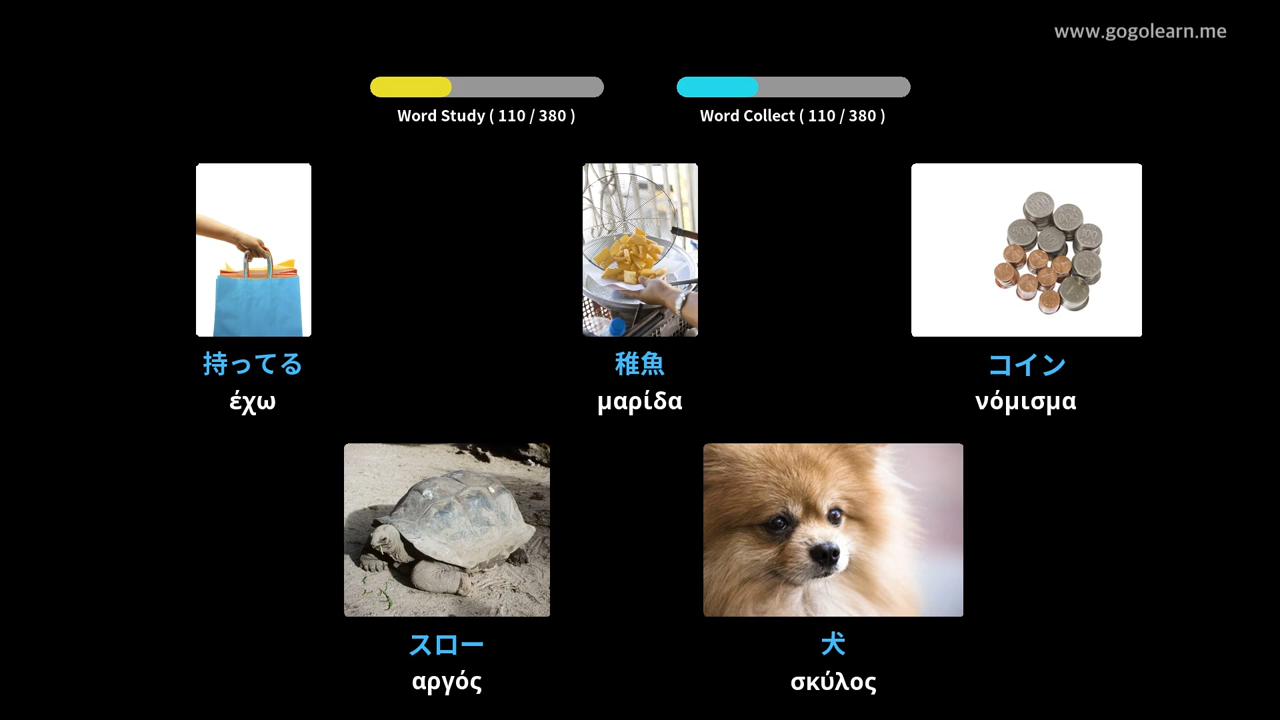 www.gogolearn.me
Word Study ( 110 / 380 )
Word Collect ( 110 / 380 )
持ってる
έχω
稚魚
μαρίδα
コイン
νόμισμα
スロー
αργός
犬
σκύλος